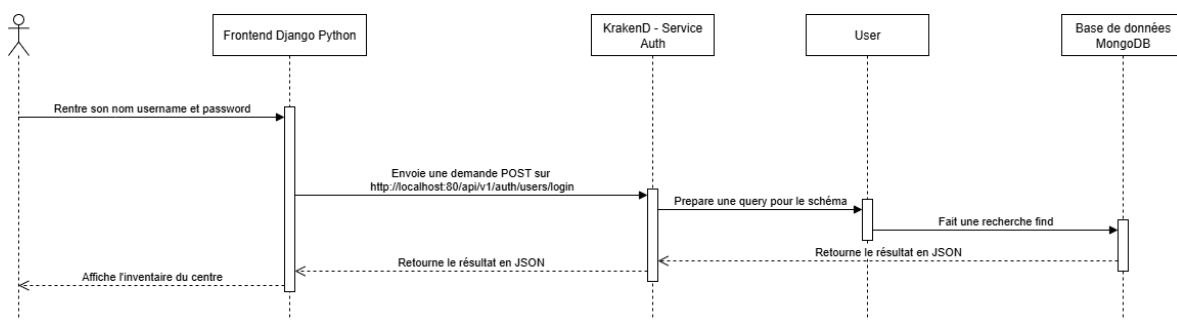 Frontend Django Python
KrakenD - Service
Auth
User
Base de données
MongoDB
Rentre son nom username et password
Envoie une demande POST sur
http://localhost:80/api/v1/auth/users/login
Prepare une query pour le schéma
Fait une recherche find
Retourne le résultat en JSON
Retourne le résultat en JSON
Affiche l'inventaire du centre